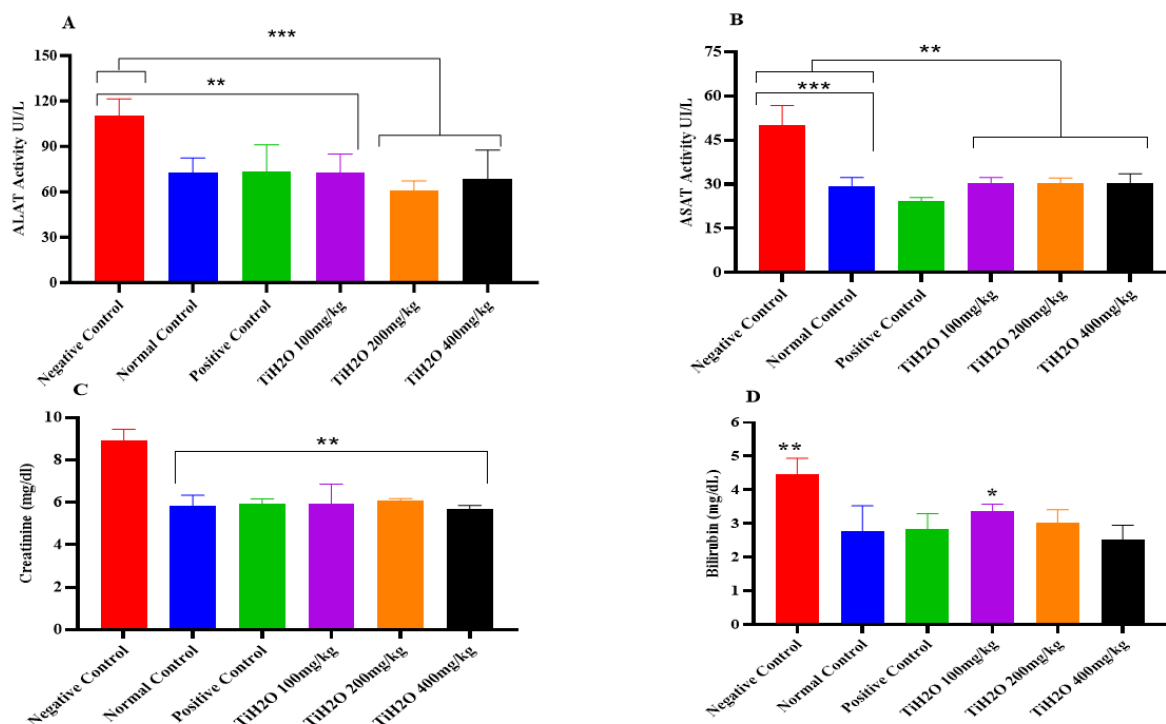 A
***
**
ALAT Activity UI/L
150
120
90
60
30
0
Negative Control
Normal Control
Positive Control
TiH2O 100mg/kg
TiH2O 200mg/kg
TiH2O 400mg/kg
B
**
***
ASAT Activity UI/L
75
60
45
30
15
0
Negative Control
Normal Control
Positive Control
TiH2O 100mg/kg
TiH2O 200mg/kg
TiH2O 400mg/kg
C
**
Creatinine (mg/dl)
10
8
6
4
2
0
Negative Control
Normal Control
Positive Control
TiH2O 100mg/kg
TiH2O 200mg/kg
TiH2O 400mg/kg
D
**
*
Bilirubin (mg/dL)
6
5
4
3
2
1
0
Negative Control
Normal Control
Positive Control
TiH2O 100mg/kg
TiH2O 200mg/kg
TiH2O 400mg/kg